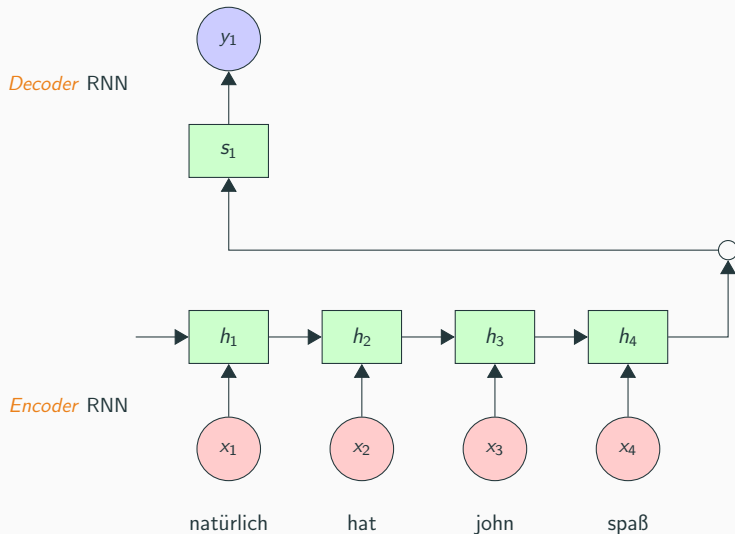 y₁
Decoder RNN
s₁
h₁ h₂ h₃ h₄
Encoder RNN
x₁ x₂ x₃ x₄
natürlich hat john spaß